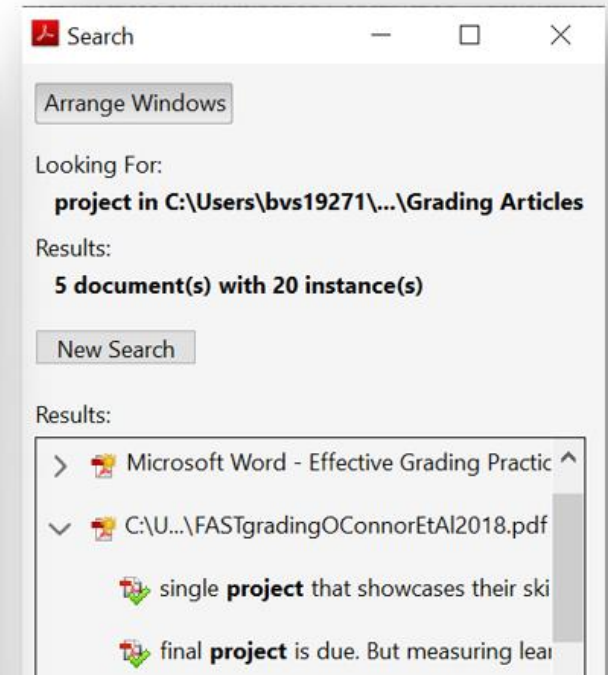 Search
Arrange Windows
Looking For:
project in C:\Users\bvs19271\...\Grading Articles
Results:
5 document(s) with 20 instance(s)
New Search
Results:
Microsoft Word - Effective Grading Practic
C:\U...\FASTgradingOConnorEtAl2018.pdf
single project that showcases their ski
final project is due. But measuring lear